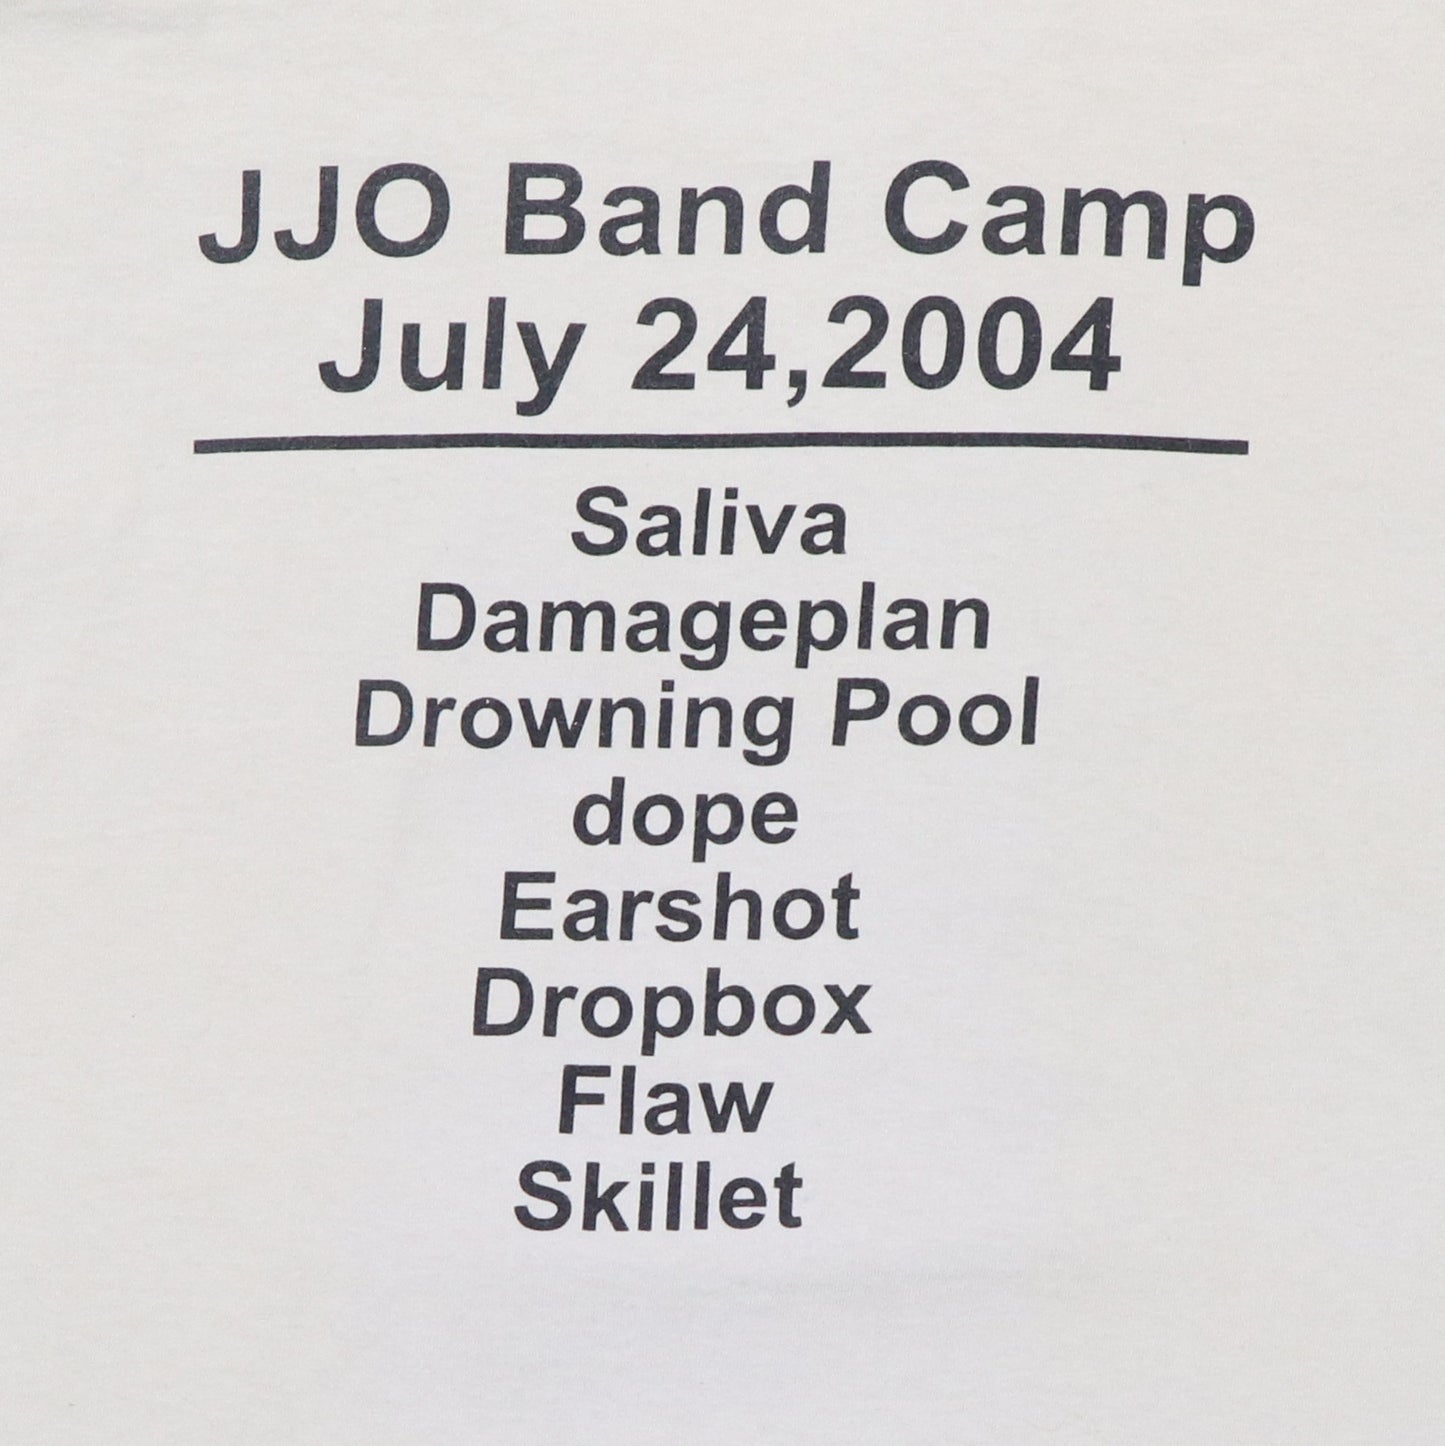 JJO Band Camp
July 24,2004
Saliva
Damageplan
Drowning Pool
dope
Earshot
Dropbox
Flaw
Skillet